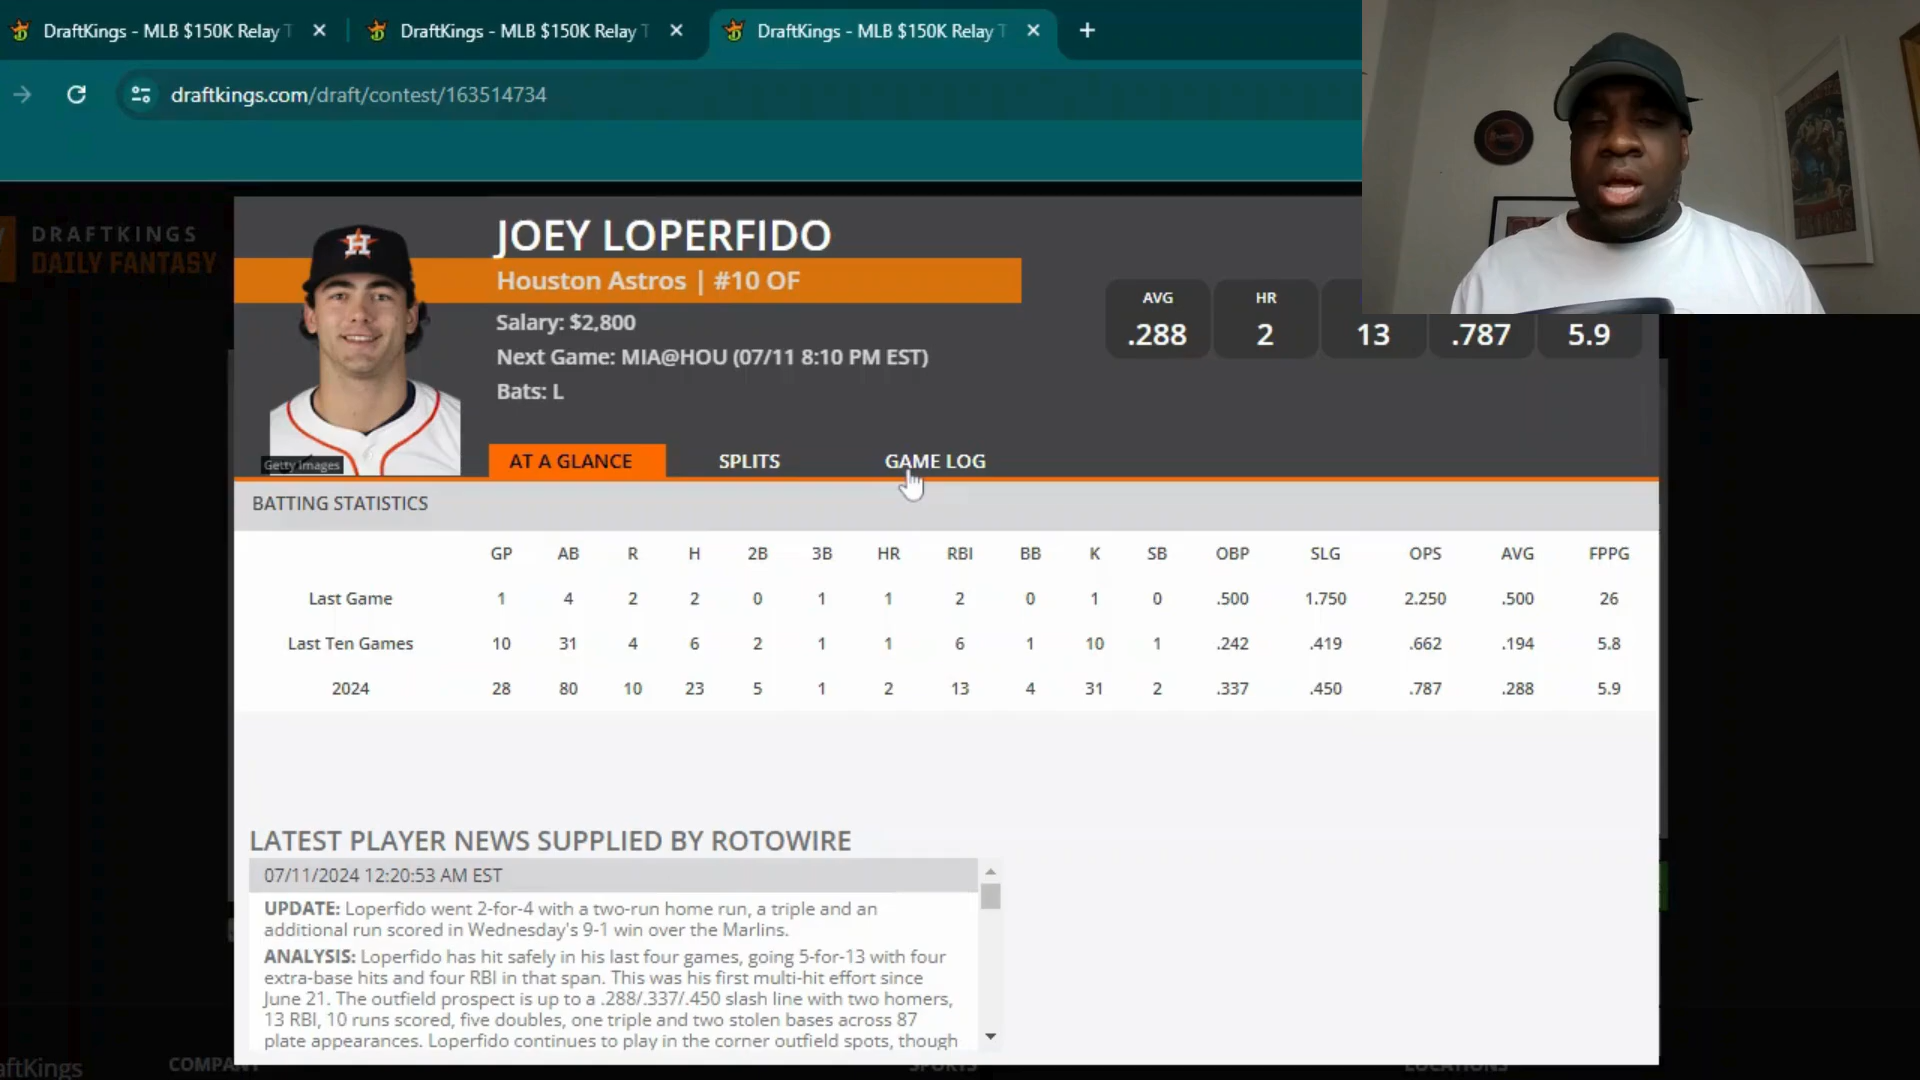 DraftKings - MLB $150K Relay T
DraftKings - MLB $150K Relay T
DraftKings - MLB $150K Relay T
draftkings.com/draft/contest/163514734
DRAFTKINGS
DAILY FANTASY
JOEY LOPERFIDO
Houston Astros | #10 OF
Salary: $2,800
Next Game: MIA@HOU (07/11 8:10 PM EST)
Bats: L
AVG HR
.288 2 13 .787 5.9
Getty Images
AT A GLANCE SPLITS GAME LOG
BATTING STATISTICS
GP AB R H 2B 3B HR RBI BB K SB OBP SLG OPS AVG FPPG
Last Game 1 4 2 2 0 1 1 2 0 1 0 .500 1.750 2.250 .500 26
Last Ten Games 10 31 4 6 2 1 1 6 1 10 1 .242 .419 .662 .194 5.8
2024 28 80 10 23 5 1 2 13 4 31 2 .337 .450 .787 .288 5.9
LATEST PLAYER NEWS SUPPLIED BY ROTOWIRE
07/11/2024 12:20:53 AM EST
UPDATE: Loperfido went 2-for-4 with a two-run home run, a triple and an
additional run scored in Wednesday's 9-1 win over the Marlins.
ANALYSIS: Loperfido has hit safely in his last four games, going 5-for-13 with four
extra-base hits and four RBI in that span. This was his first multi-hit effort since
June 21. The outfield prospect is up to a .288/.337/.450 slash line with two homers,
13 RBI, 10 runs scored, five doubles, one triple and two stolen bases across 87
plate appearances. Loperfido continues to play in the corner outfield spots, though
aftKings COMPANY SPORTS LOCATIONS